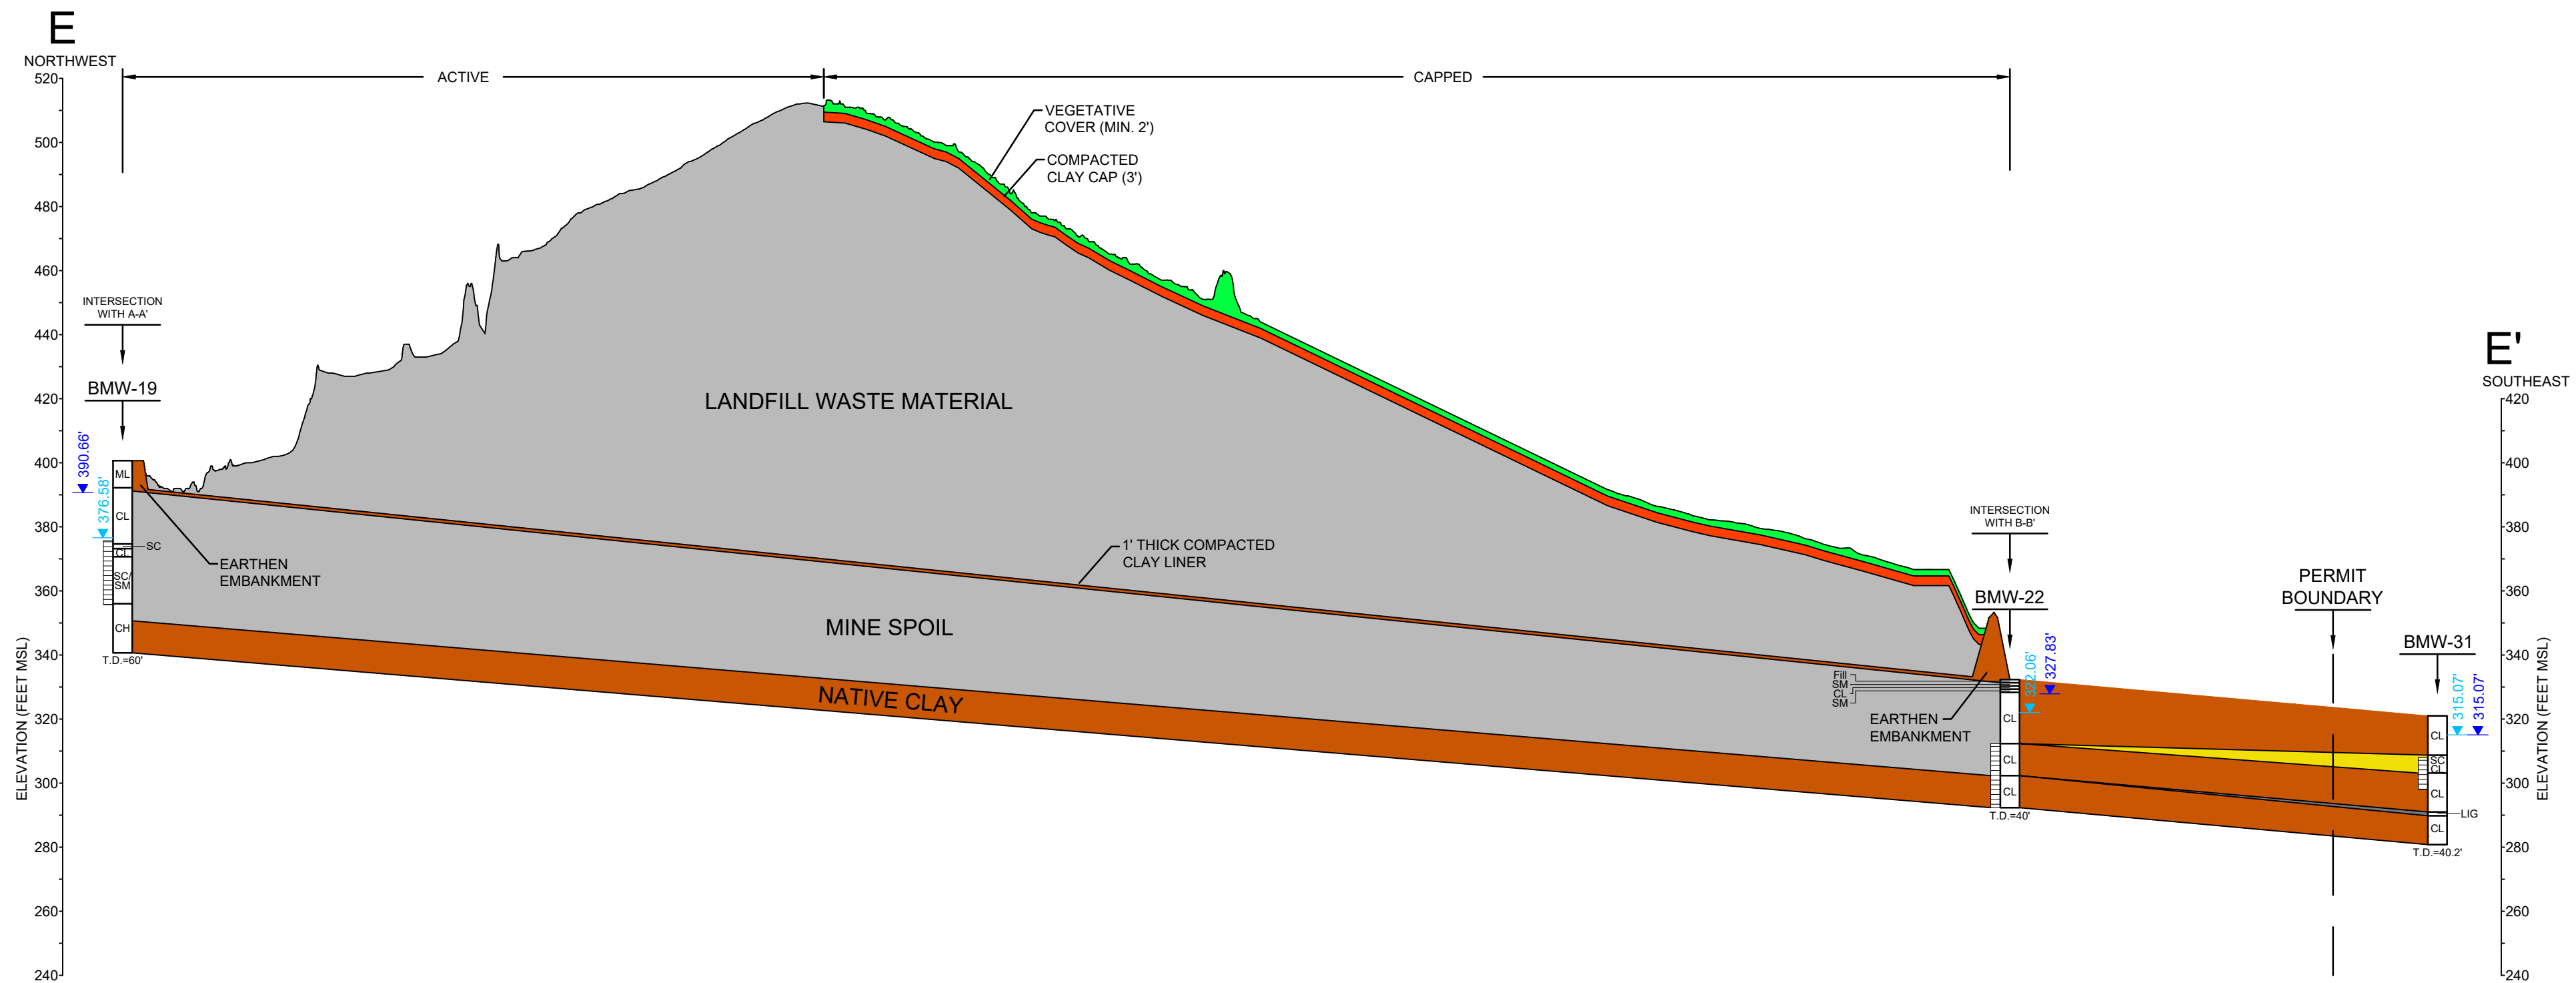 E
NORTHWEST
520
500
480
460
440
420
400
380
360
340
320
300
280
260
240
ELEVATION (FEET MSL)
ACTIVE
CAPPED
VEGETATIVE
COVER (MIN. 2')
COMPACTED
CLAY CAP (3')
INTERSECTION
WITH A-A'
BMW-19
390.66'
376.58'
ML
CL
SC
CL
SC/
SM
CH
T.D.=60'
EARTHEN
EMBANKMENT
LANDFILL WASTE MATERIAL
1' THICK COMPACTED
CLAY LINER
MINE SPOIL
NATIVE CLAY
INTERSECTION
WITH B-B'
BMW-22
322.06'
327.83'
Fill
SM
CL
SM
CL
CL
CL
T.D.=40'
EARTHEN
EMBANKMENT
PERMIT
BOUNDARY
E'
SOUTHEAST
BMW-31
315.07'
315.07'
CL
SC
CL
CL
LIG
CL
T.D.=40.2'
420
400
380
360
340
320
300
280
260
240
ELEVATION (FEET MSL)